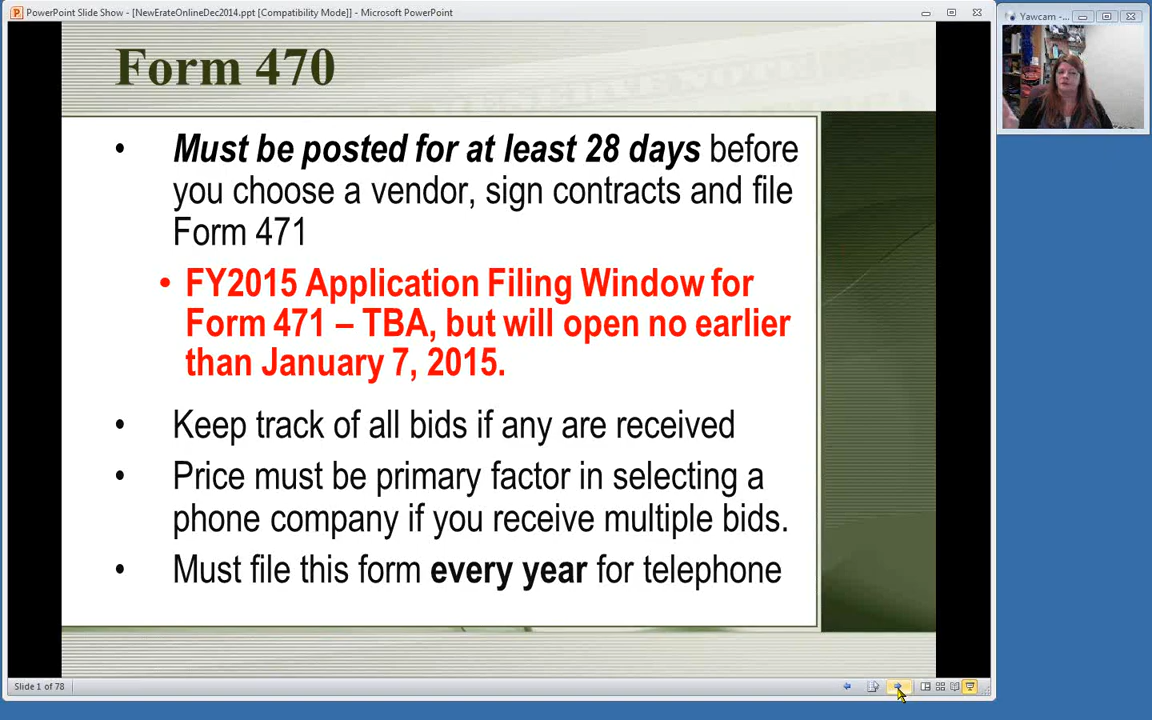 PowerPoint Slide Show - [NewErateOnlineDec2014.ppt [Compatibility Mode]] - Microsoft PowerPoint
Yawcam - ...
Form 470
• Must be posted for at least 28 days before
you choose a vendor, sign contracts and file
Form 471
• FY2015 Application Filing Window for
Form 471 – TBA, but will open no earlier
than January 7, 2015.
• Keep track of all bids if any are received
• Price must be primary factor in selecting a
phone company if you receive multiple bids.
• Must file this form every year for telephone
Slide 1 of 78